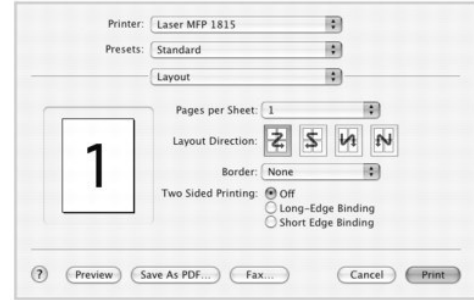 Printer: Laser MFP 1815
Presets: Standard
Layout
Pages per Sheet: 1
Layout Direction:
Border: None
Two Sided Printing: Off
Long-Edge Binding
Short Edge Binding
1
? Preview Save As PDF... Fax... Cancel Print